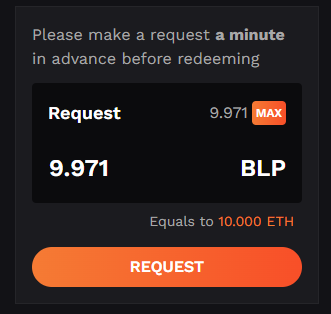 Please make a request a minute
in advance before redeeming
Request 9.971 MAX
9.971 BLP
Equals to 10.000 ETH
REQUEST